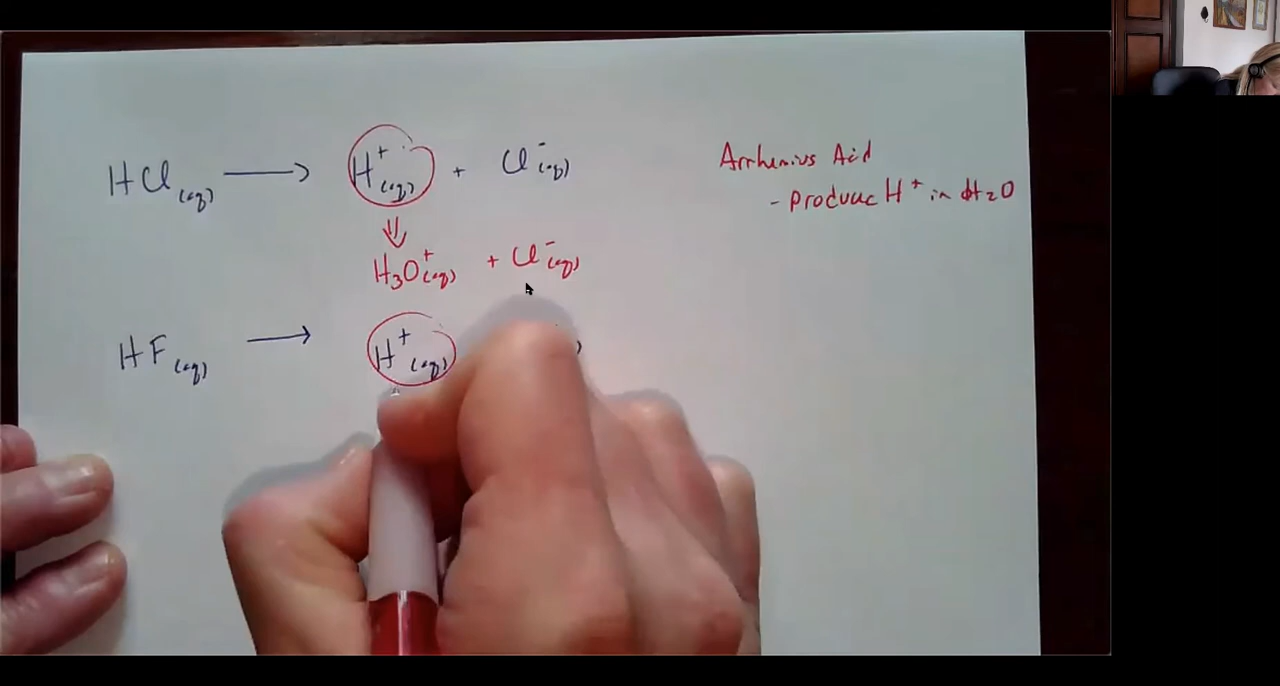 HCl(aq) ⟶ H⁺(aq) + Cl⁻(aq)
⇓
H₃O⁺(aq) + Cl⁻(aq)
HF(aq) ⟶ H⁺(aq)
Arrhenius Acid
- produce H⁺ in H₂O